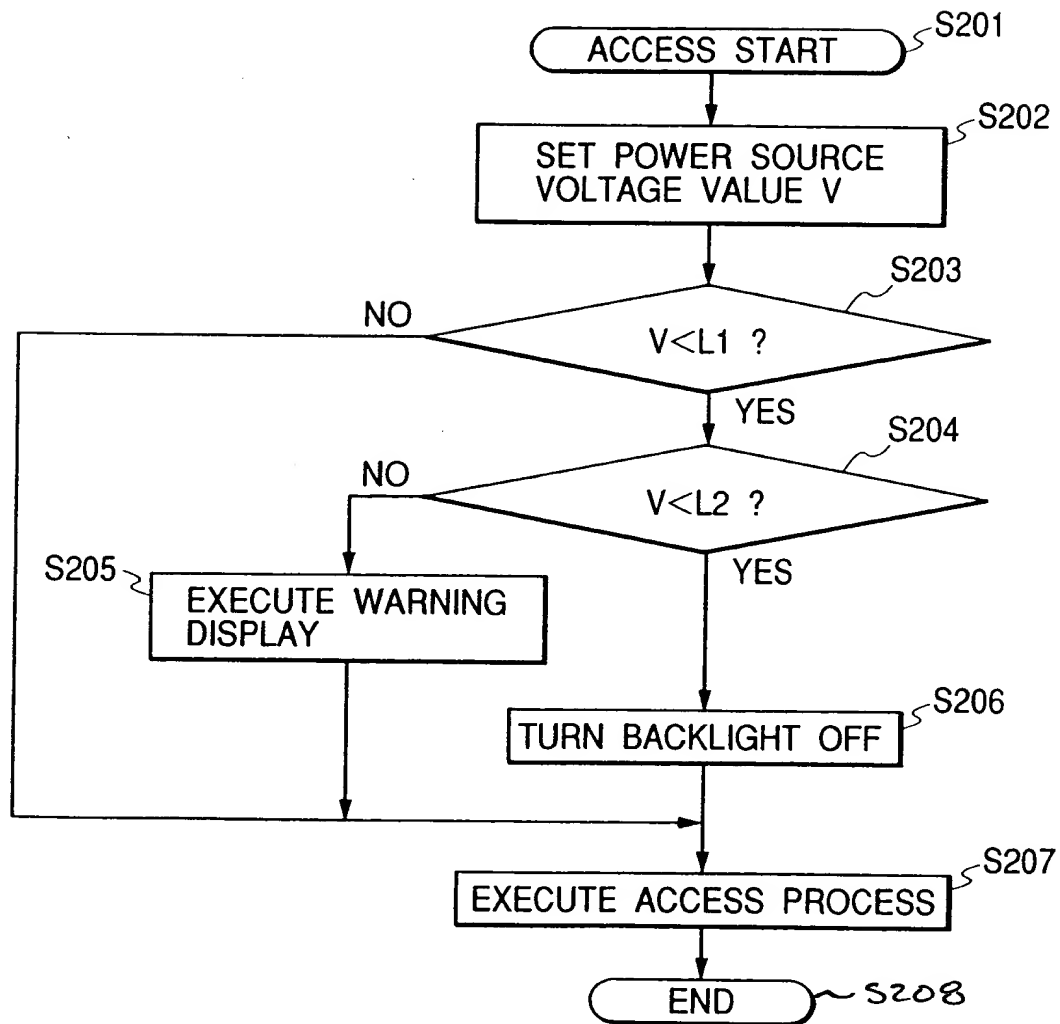 ACCESS START
S201
S202
SET POWER SOURCE
VOLTAGE VALUE V
S203
NO
V<L1 ?
YES
S204
NO
V<L2 ?
YES
S205
EXECUTE WARNING
DISPLAY
S206
TURN BACKLIGHT OFF
S207
EXECUTE ACCESS PROCESS
END
S208